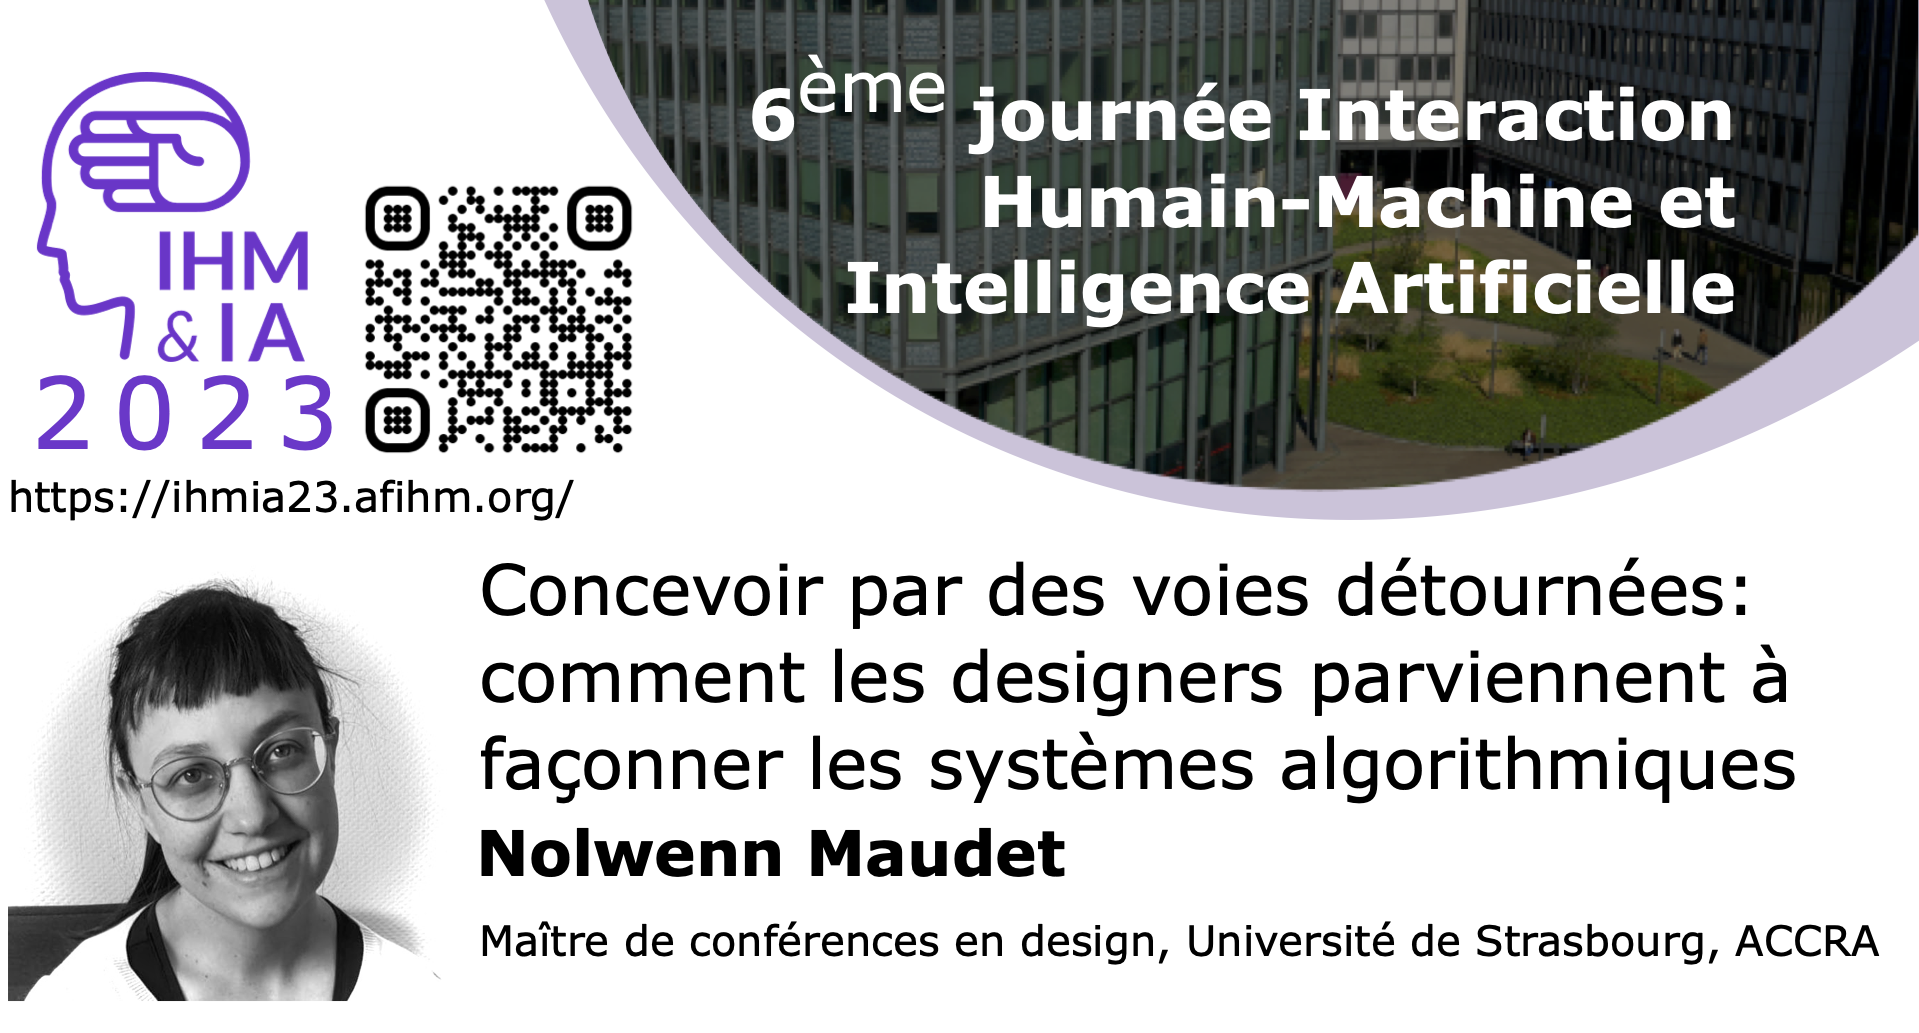 6ème journée Interaction
Humain-Machine et
Intelligence Artificielle
IHM
& IA
2023
https://ihmia23.afihm.org/
Concevoir par des voies détournées:
comment les designers parviennent à
façonner les systèmes algorithmiques
Nolwenn Maudet
Maître de conférences en design, Université de Strasbourg, ACCRA